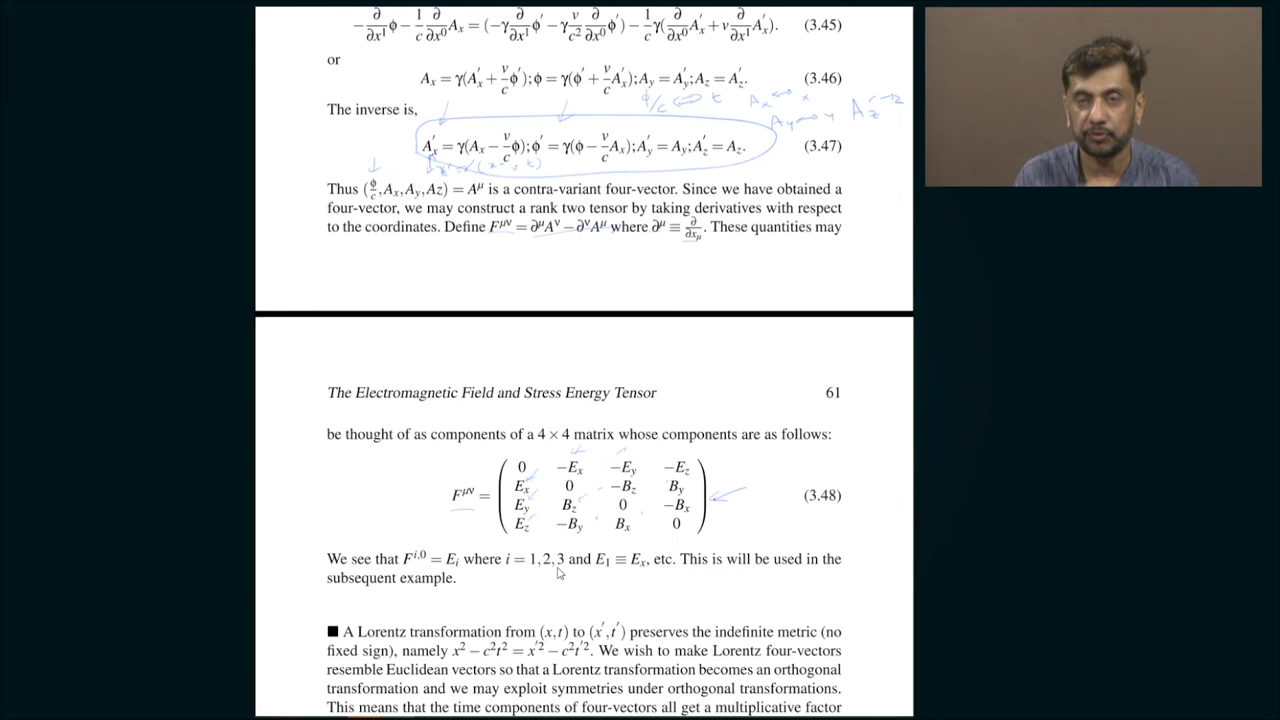 −∂/∂x¹ ϕ − 1/c ∂/∂x⁰ Aₓ = (−γ ∂/∂x¹ ϕ′ − γ v/c² ∂/∂x⁰ ϕ′) − 1/c γ(∂/∂x⁰ A′ₓ + v ∂/∂x¹ A′ₓ). (3.45)
or
Aₓ = γ(A′ₓ + v/c ϕ′); ϕ = γ(ϕ′ + v/c A′ₓ); A_y = A′_y; A_z = A′_z. (3.46)
ϕ/c ⇔ t Aₓ ↔ x
The inverse is,
A_y ↔ y A_z ↔ z
A′ₓ = γ(Aₓ − v/c ϕ); ϕ′ = γ(ϕ − v/c Aₓ); A′_y = A_y; A′_z = A_z. (3.47)
Thus (ϕ/c, Aₓ, A_y, Az) = A^μ is a contra-variant four-vector. Since we have obtained a
four-vector, we may construct a rank two tensor by taking derivatives with respect
to the coordinates. Define F^μν = ∂^μ A^ν − ∂^ν A^μ where ∂^μ ≡ ∂/∂x_μ. These quantities may
The Electromagnetic Field and Stress Energy Tensor 61
be thought of as components of a 4 × 4 matrix whose components are as follows:
0 −Eₓ −E_y −E_z
Eₓ 0 −B_z B_y
F^μν = (3.48)
E_y B_z 0 −Bₓ
E_z −B_y Bₓ 0
We see that F^i,0 = E_i where i = 1,2,3 and E₁ ≡ Eₓ, etc. This is will be used in the
subsequent example.
■ A Lorentz transformation from (x,t) to (x′,t′) preserves the indefinite metric (no
fixed sign), namely x² − c²t² = x′² − c²t′². We wish to make Lorentz four-vectors
resemble Euclidean vectors so that a Lorentz transformation becomes an orthogonal
transformation and we may exploit symmetries under orthogonal transformations.
This means that the time components of four-vectors all get a multiplicative factor